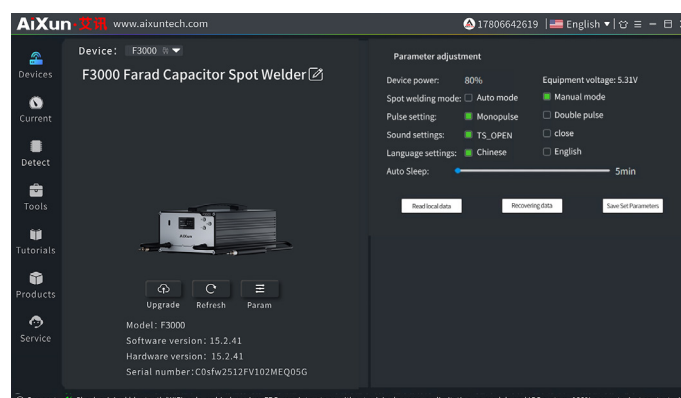 AiXun-艾讯 www.aixuntech.com
17806642619 English
Device: F3000
F3000 Farad Capacitor Spot Welder
Devices
Current
Detect
Tools
Tutorials
Products
Service
AiXun
Upgrade Refresh Param
Model: F3000
Software version: 15.2.41
Hardware version: 15.2.41
Serial number:C0sfw2512FV102MEQ05G
Parameter adjustment
Device power: 80% Equipment voltage: 5.31V
Spot welding mode: Auto mode Manual mode
Pulse setting: Monopulse Double pulse
Sound settings: TS_OPEN close
Language settings: Chinese English
Auto Sleep: 5min
Read local data Recovering data Save Set Parameters